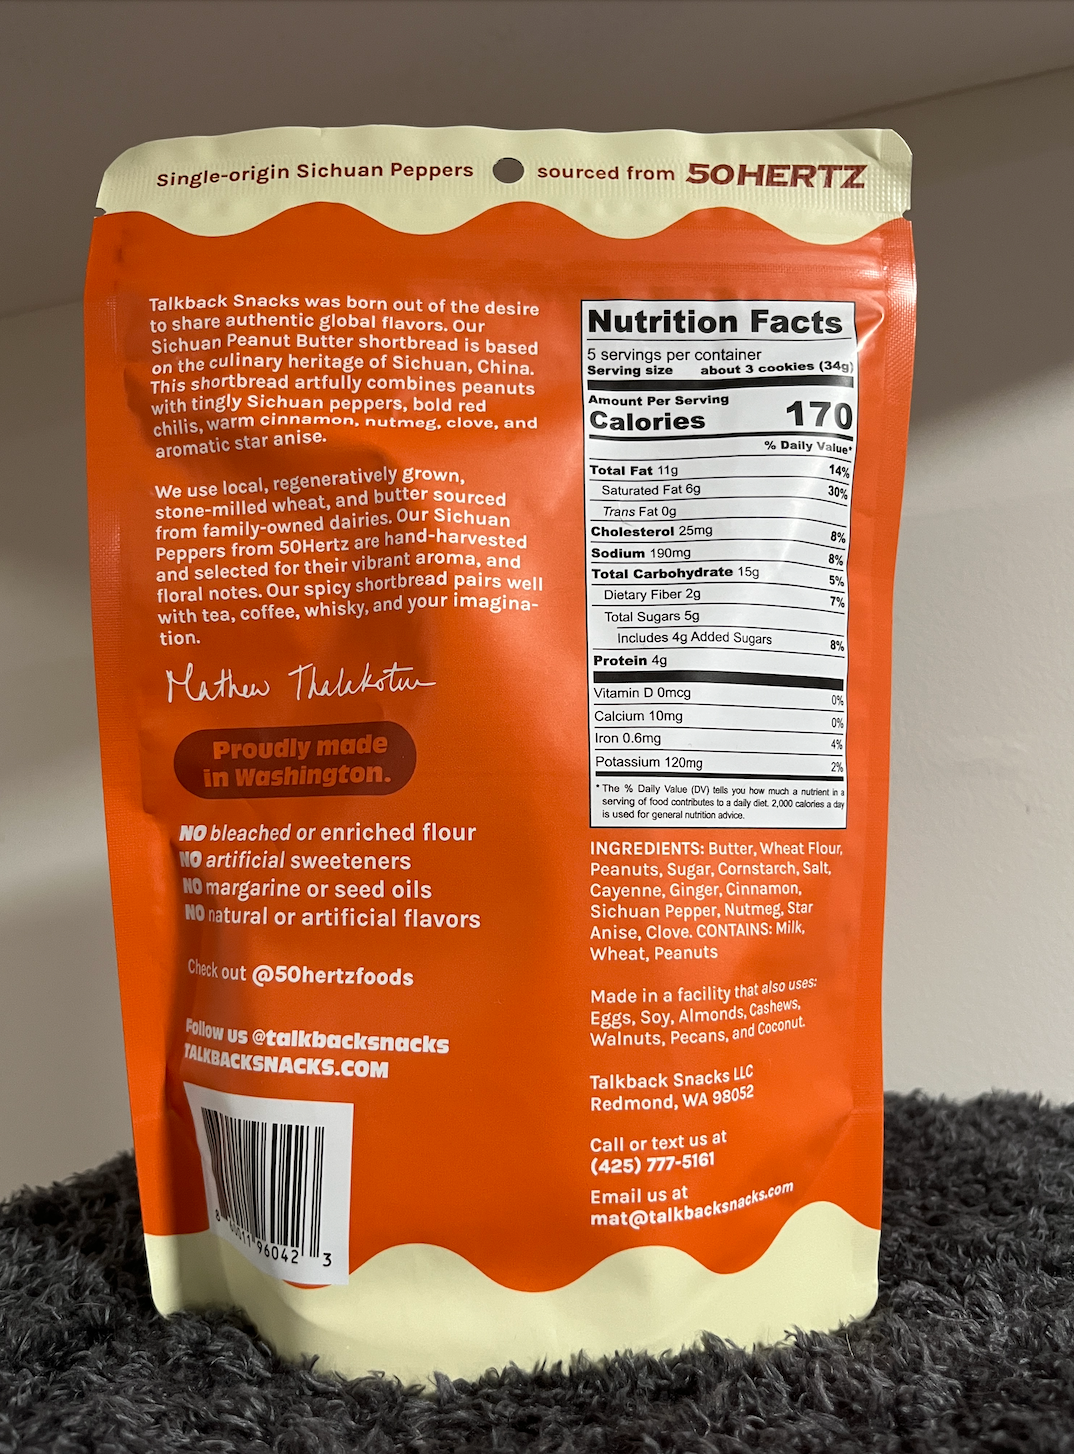 Single-origin Sichuan Peppers sourced from 50HERTZ
Talkback Snacks was born out of the desire
to share authentic global flavors. Our
Sichuan Peanut Butter shortbread is based
on the culinary heritage of Sichuan, China.
This shortbread artfully combines peanuts
with tingly Sichuan peppers, bold red
chilis, warm cinnamon, nutmeg, clove, and
aromatic star anise.
We use local, regeneratively grown,
stone-milled wheat, and butter sourced
from family-owned dairies. Our Sichuan
Peppers from 50Hertz are hand-harvested
and selected for their vibrant aroma, and
floral notes. Our spicy shortbread pairs well
with tea, coffee, whisky, and your imagina-
tion.
Mathew Thalakotur
Proudly made
in Washington.
NO bleached or enriched flour
NO artificial sweeteners
NO margarine or seed oils
NO natural or artificial flavors
Check out @50hertzfoods
Follow us @talkbacksnacks
TALKBACKSNACKS.COM
96042 3
Nutrition Facts
5 servings per container
Serving size about 3 cookies (34g)
Amount Per Serving
Calories 170
% Daily Value*
Total Fat 11g 14%
Saturated Fat 6g 30%
Trans Fat 0g
Cholesterol 25mg 8%
Sodium 190mg 8%
Total Carbohydrate 15g 5%
Dietary Fiber 2g 7%
Total Sugars 5g
Includes 4g Added Sugars 8%
Protein 4g
Vitamin D 0mcg 0%
Calcium 10mg 0%
Iron 0.6mg 4%
Potassium 120mg 2%
* The % Daily Value (DV) tells you how much a nutrient in a
serving of food contributes to a daily diet. 2,000 calories a day
is used for general nutrition advice.
INGREDIENTS: Butter, Wheat Flour,
Peanuts, Sugar, Cornstarch, Salt,
Cayenne, Ginger, Cinnamon,
Sichuan Pepper, Nutmeg, Star
Anise, Clove. CONTAINS: Milk,
Wheat, Peanuts
Made in a facility that also uses:
Eggs, Soy, Almonds, Cashews,
Walnuts, Pecans, and Coconut.
Talkback Snacks LLC
Redmond, WA 98052
Call or text us at
(425) 777-5161
Email us at
mat@talkbacksnacks.com